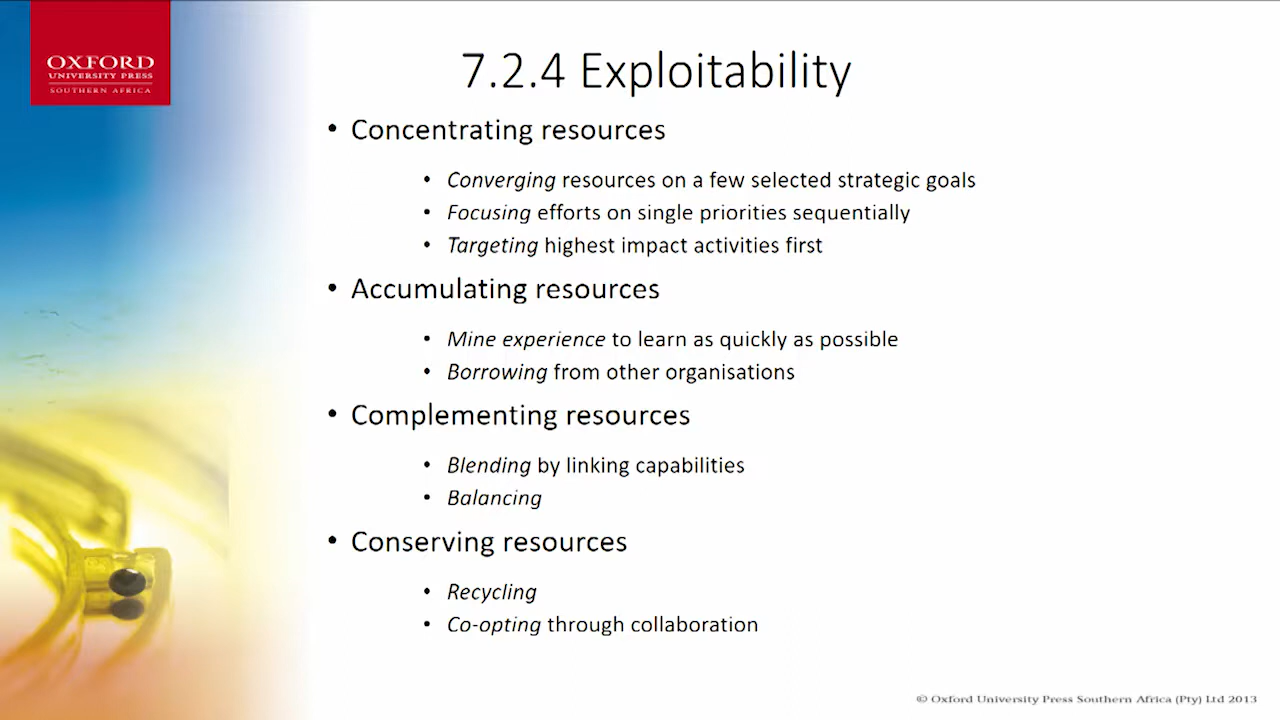 OXFORD
UNIVERSITY PRESS
SOUTHERN AFRICA
7.2.4 Exploitability
• Concentrating resources
• Converging resources on a few selected strategic goals
• Focusing efforts on single priorities sequentially
• Targeting highest impact activities first
• Accumulating resources
• Mine experience to learn as quickly as possible
• Borrowing from other organisations
• Complementing resources
• Blending by linking capabilities
• Balancing
• Conserving resources
• Recycling
• Co-opting through collaboration
© Oxford University Press Southern Africa (Pty) Ltd 2013